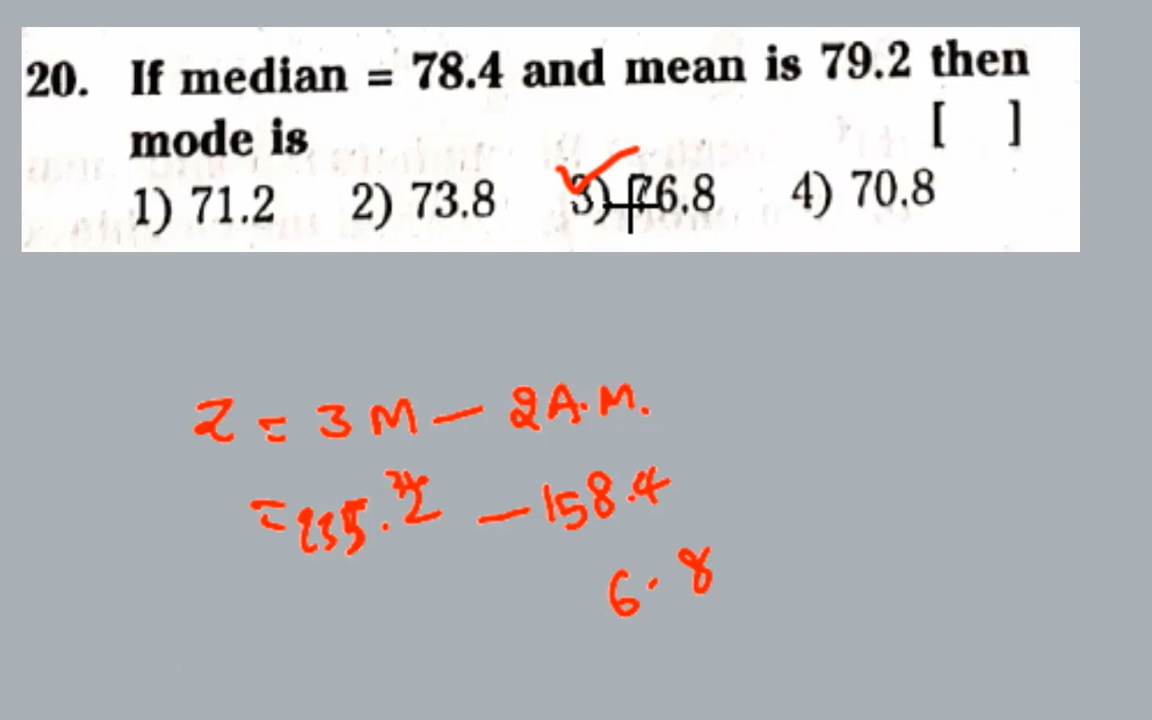 20. If median = 78.4 and mean is 79.2 then
mode is [ ]
1) 71.2 2) 73.8 3) 76.8 4) 70.8
Z = 3 M - 2 A.M.
= 235.2 - 158.4
6.8